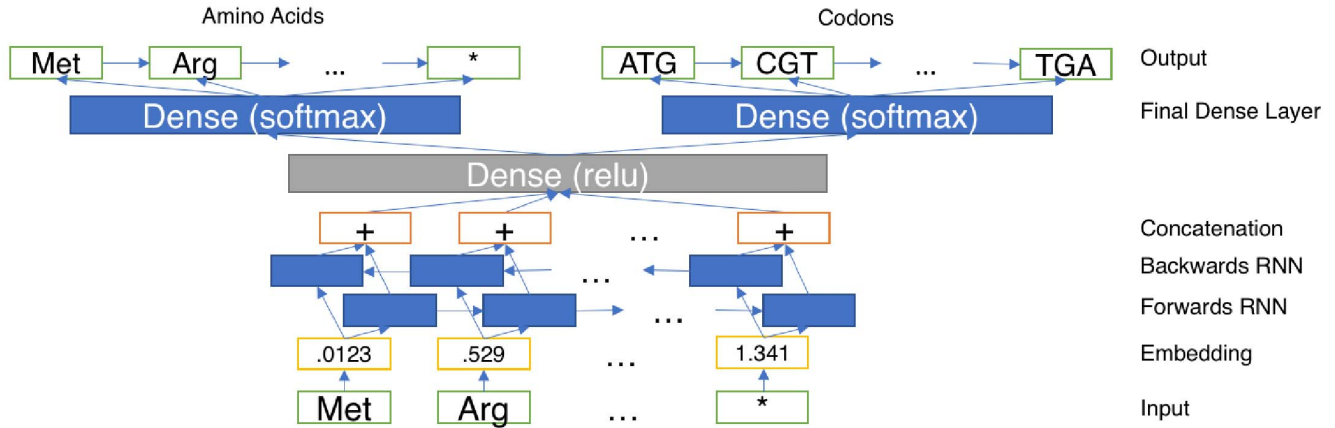 Amino Acids Codons
Met Arg ... * ATG CGT ... TGA Output
Dense (softmax) Dense (softmax) Final Dense Layer
Dense (relu)
+ + ... + Concatenation
... Backwards RNN
... Forwards RNN
.0123 .529 ... 1.341 Embedding
Met Arg ... * Input